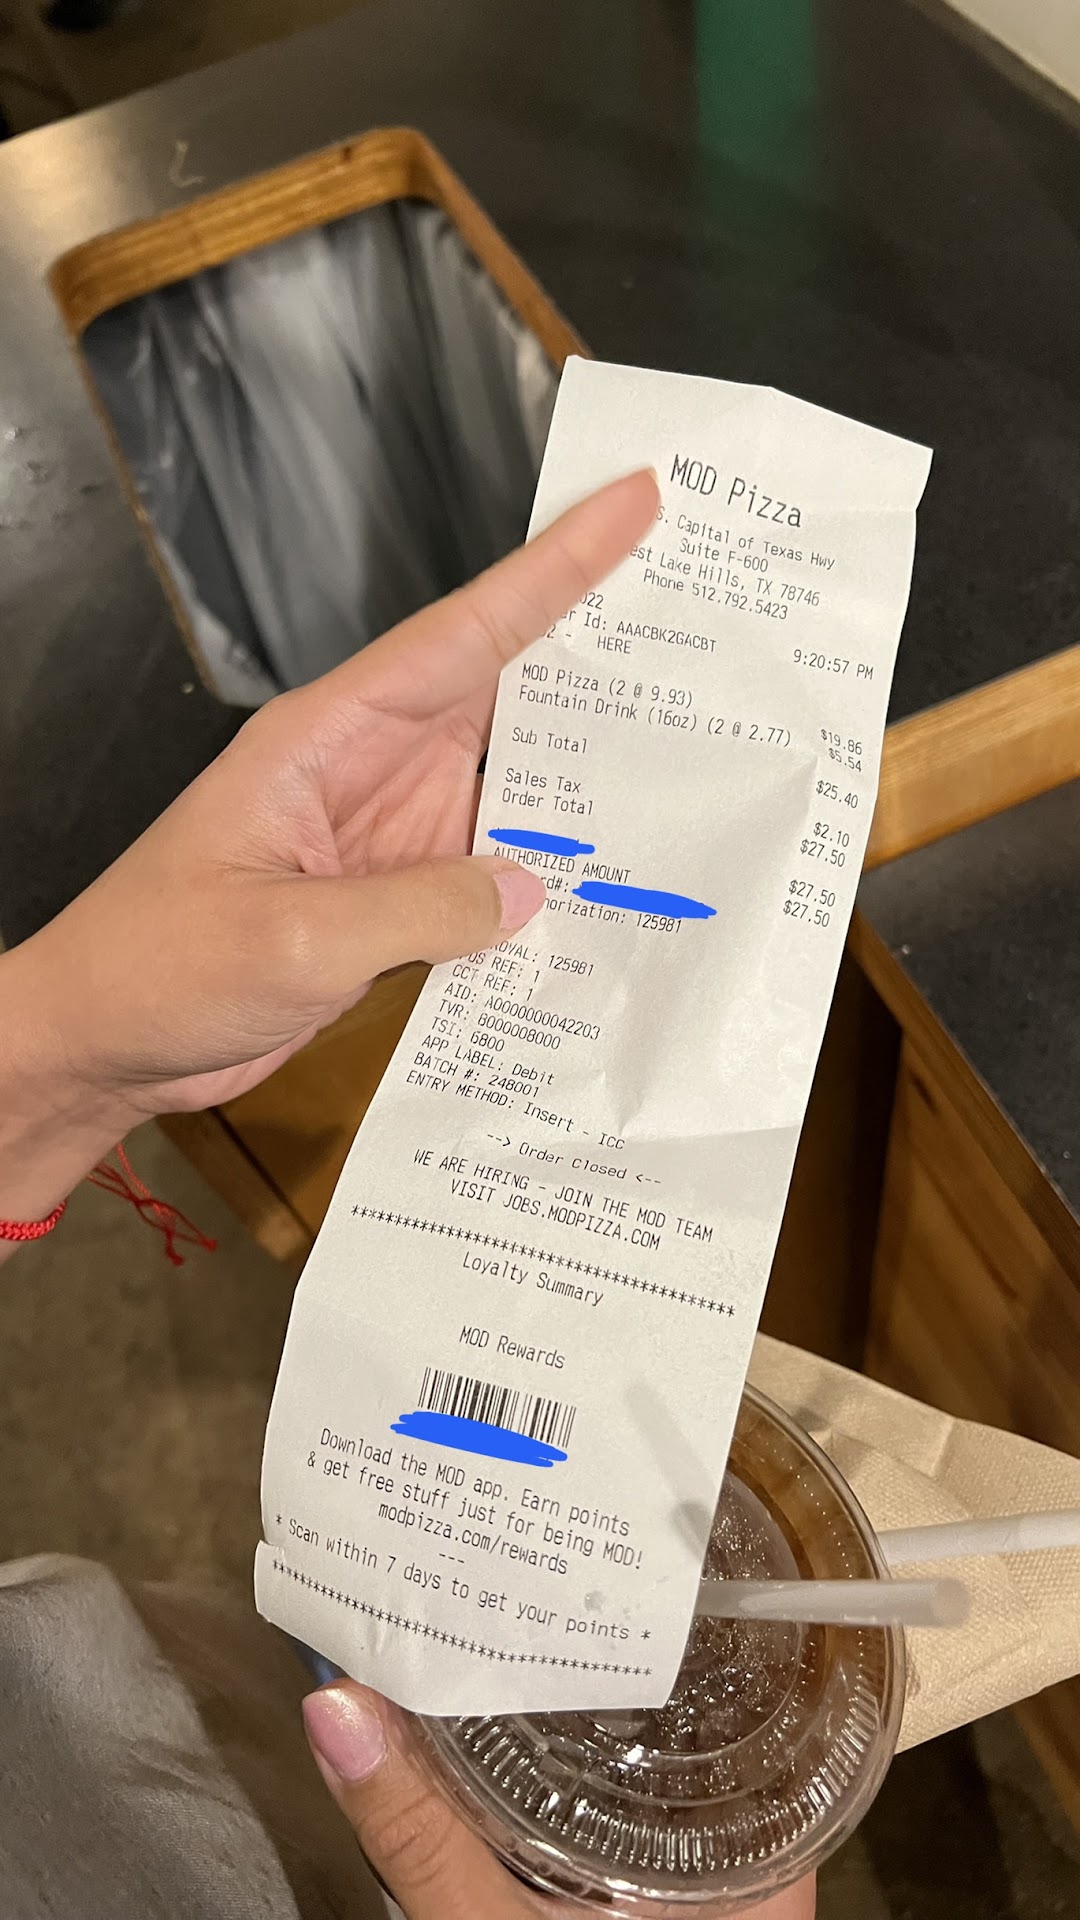 MOD Pizza
S. Capital of Texas Hwy
Suite F-600
est Lake Hills, TX 78746
Phone 512.792.5423
022
er Id: AAACBK2GACBT 9:20:57 PM
2 - HERE
MOD Pizza (2 @ 9.93) $19.86
Fountain Drink (16oz) (2 @ 2.77) $5.54
Sub Total $25.40
Sales Tax $2.10
Order Total $27.50
$27.50
AUTHORIZED AMOUNT $27.50
rd#:
horization: 125981
ROVAL: 125981
POS REF: 1
CCT REF: 1
AID: A0000000042203
TVR: 8000008000
TSI: 6800
APP LABEL: Debit
BATCH #: 248001
ENTRY METHOD: Insert - ICC
--> Order Closed <--
WE ARE HIRING - JOIN THE MOD TEAM
VISIT JOBS.MODPIZZA.COM
****************************************
Loyalty Summary
MOD Rewards
Download the MOD app. Earn points
& get free stuff just for being MOD!
modpizza.com/rewards
---
* Scan within 7 days to get your points *
****************************************